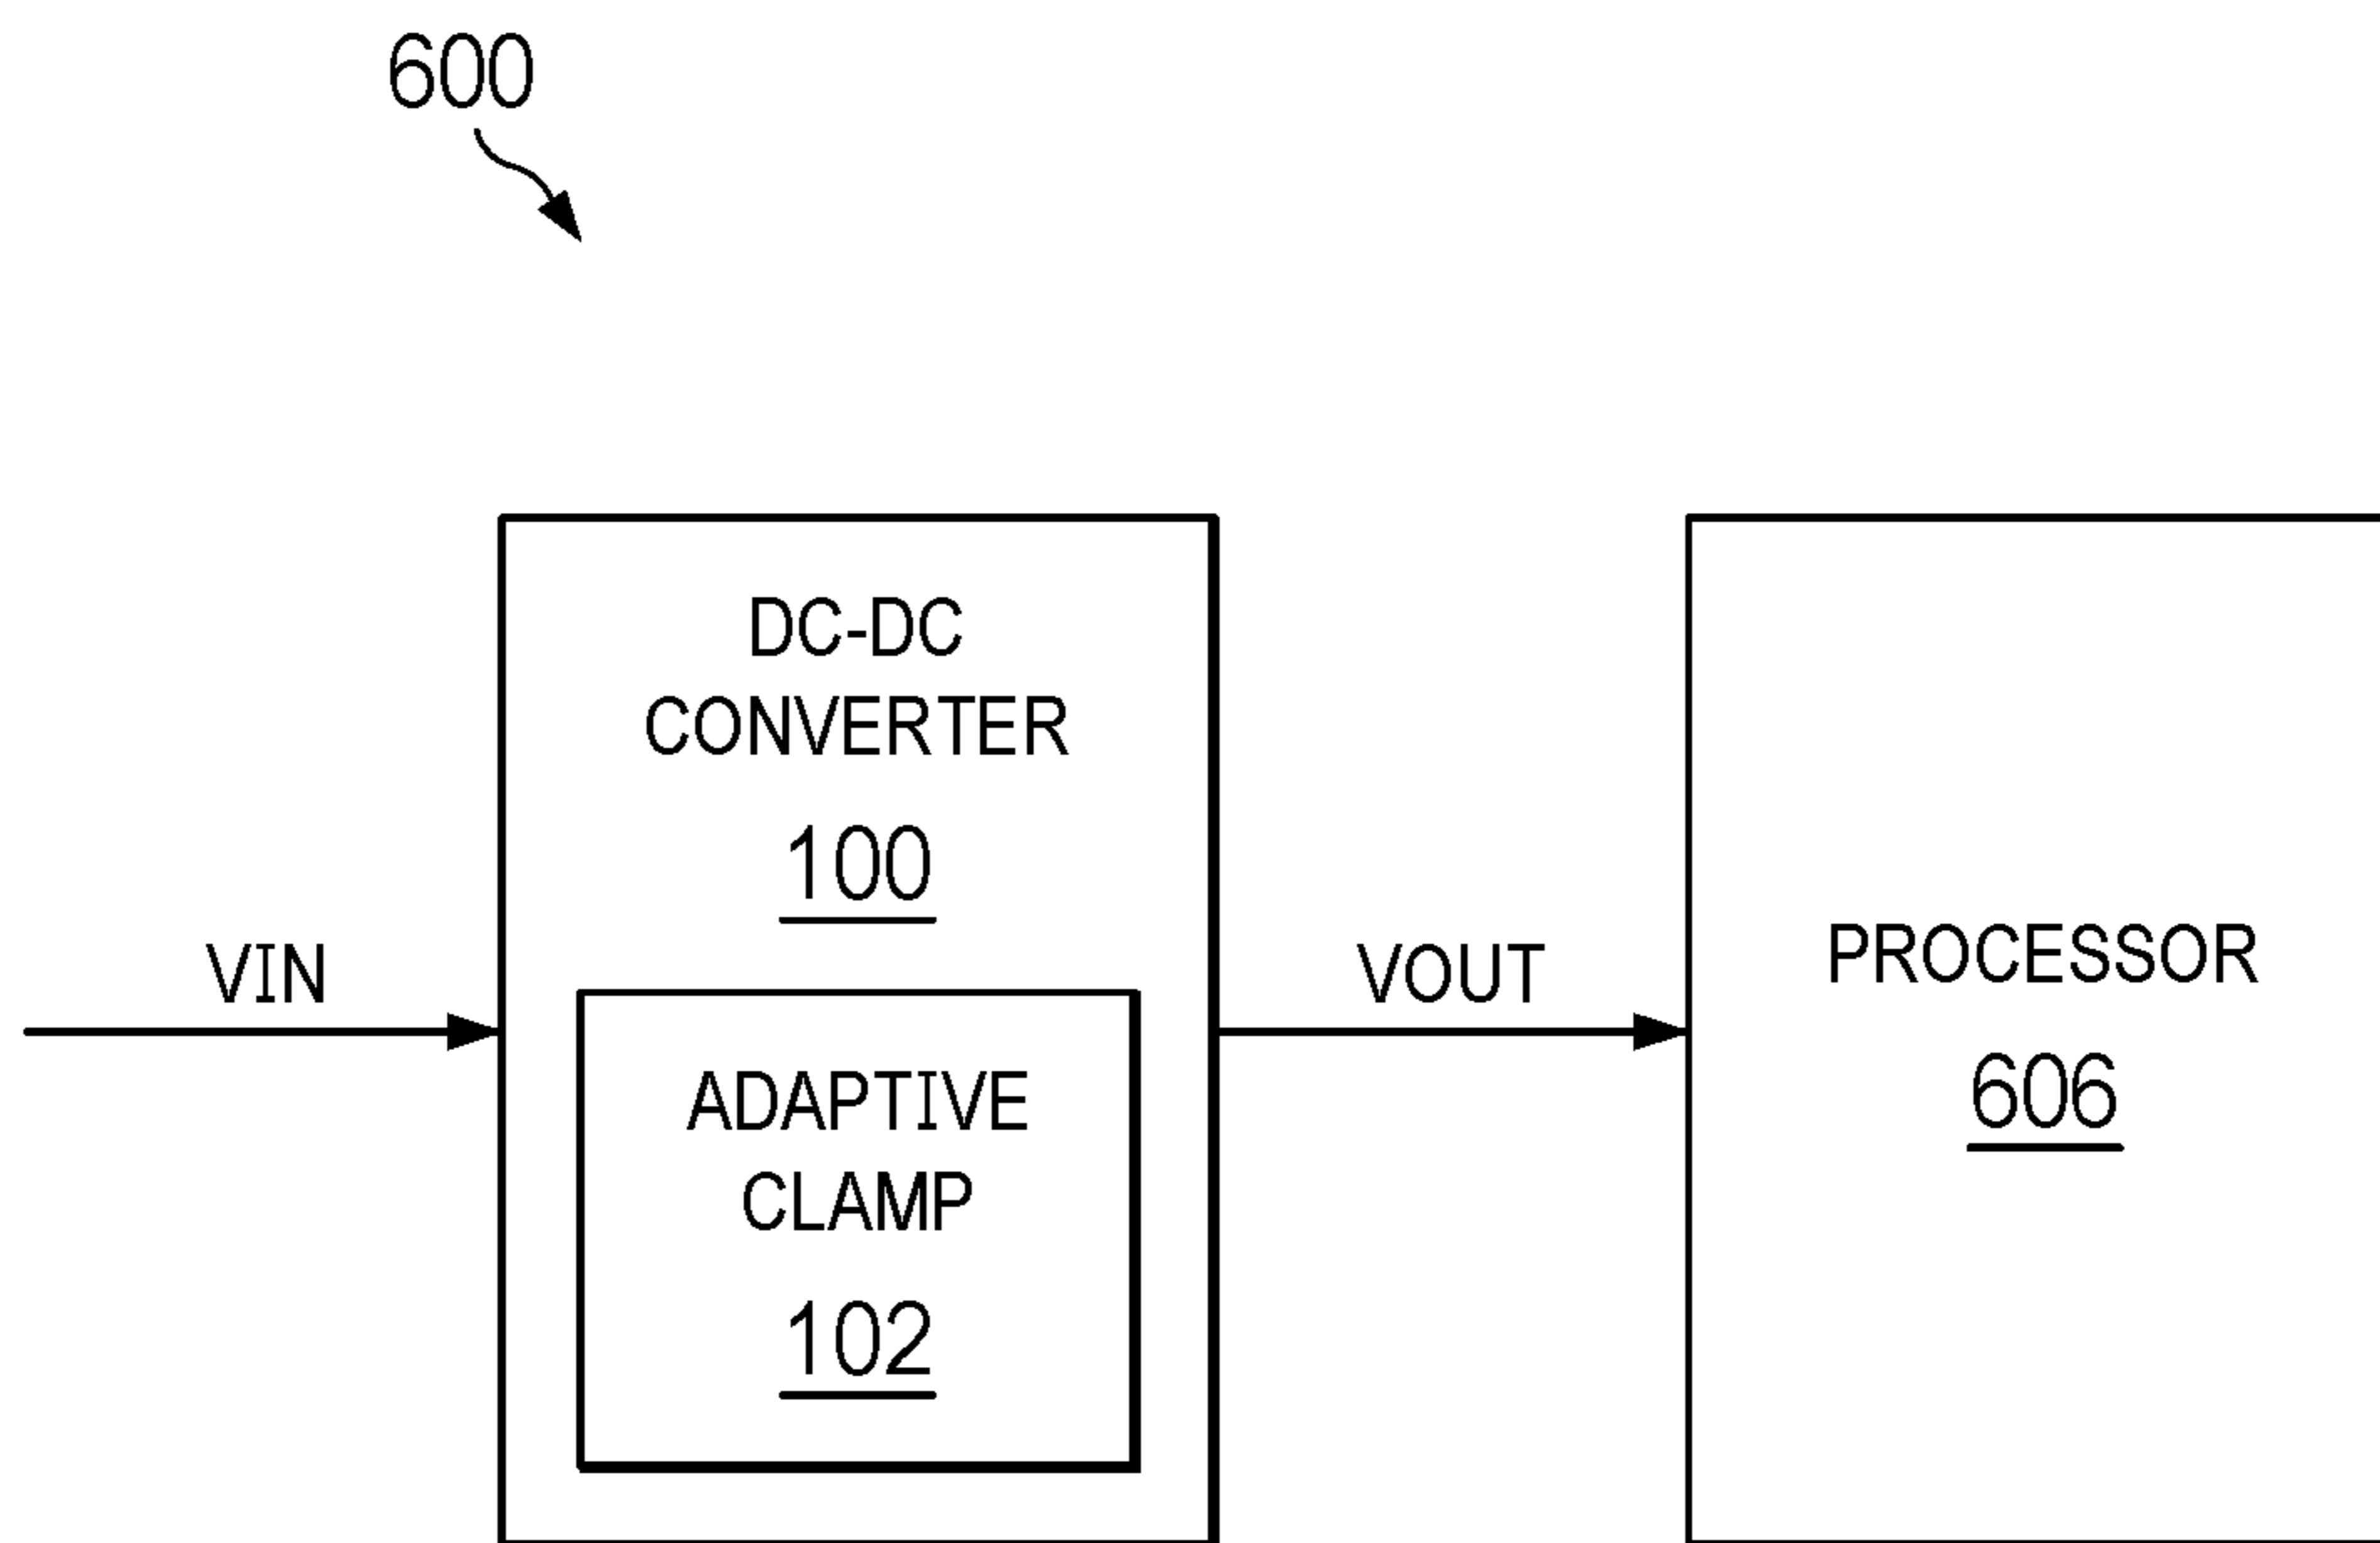 600
DC-DC
CONVERTER
100
VIN
ADAPTIVE
CLAMP
102
VOUT
PROCESSOR
606